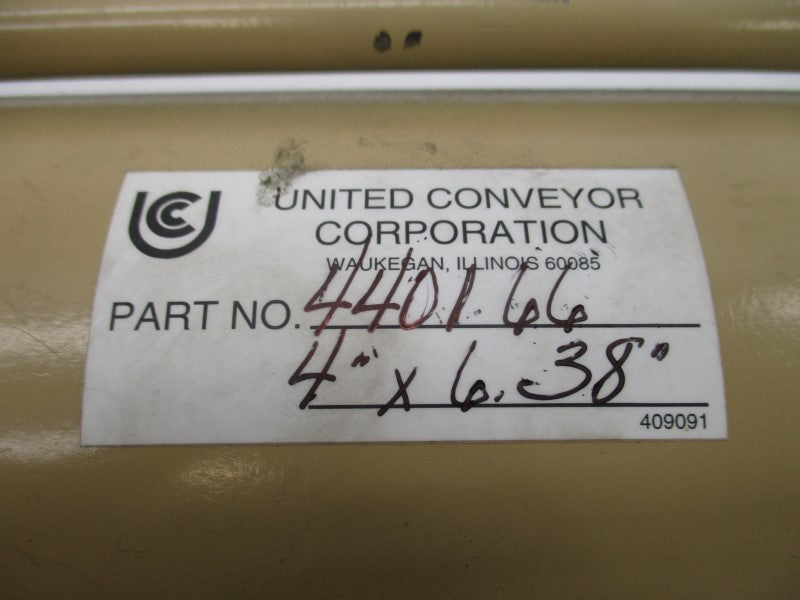 UCC
UNITED CONVEYOR
CORPORATION
WAUKEGAN, ILLINOIS 60085
PART NO. 440166
4" x 6.38"
409091